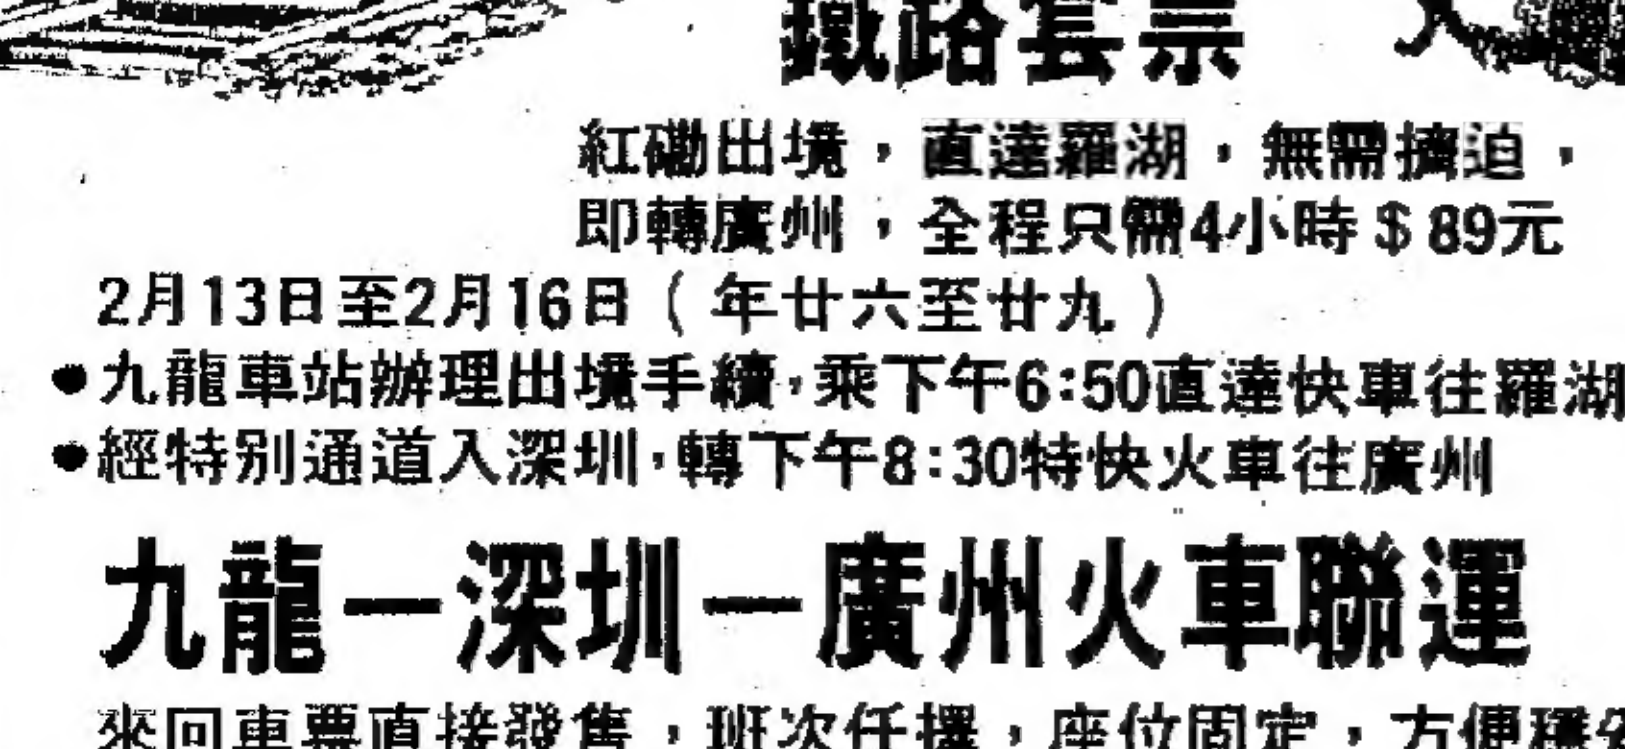 鐵路套票
紅磡出境，直達羅湖，無需擠迫，
即轉廣州，全程只需4小時$89元
2月13日至2月16日（年廿六至廿九）
●九龍車站辦理出境手續，乘下午6:50直達快車往羅湖
●經特別通道入深圳，轉下午8:30特快火車往廣州
九龍—深圳—廣州火車聯運
來回車票直接發售，班次任擇，座位固定，方便穩